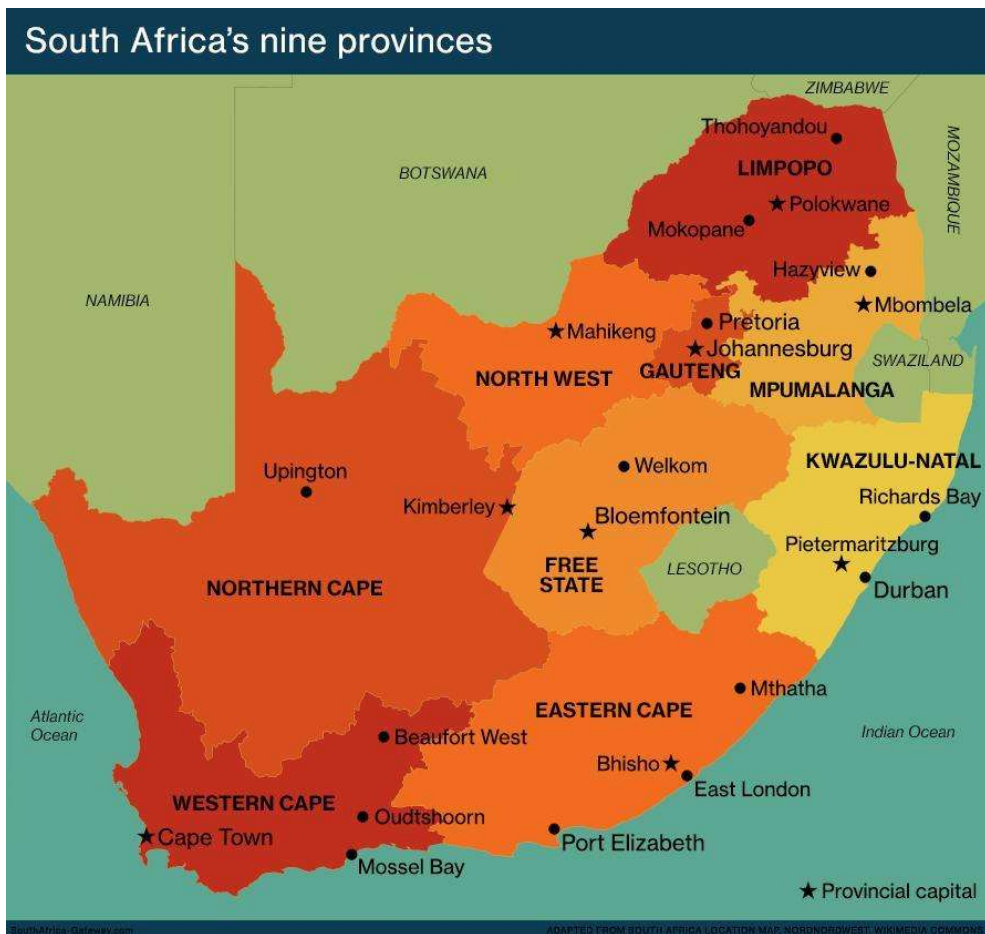 South Africa's nine provinces
ZIMBABWE
Thohoyandou
MOZAMBIQUE
LIMPOPO
BOTSWANA
Polokwane
Mokopane
Hazyview
NAMIBIA
Mbombela
Pretoria
Mahikeng
Johannesburg
SWAZILAND
GAUTENG
NORTH WEST
MPUMALANGA
KWAZULU-NATAL
Welkom
Upington
Richards Bay
Kimberley
Bloemfontein
Pietermaritzburg
FREE
STATE
LESOTHO
NORTHERN CAPE
Durban
Mthatha
EASTERN CAPE
Atlantic
Ocean
Indian Ocean
Beaufort West
Bhisho
East London
WESTERN CAPE
Oudtshoorn
Cape Town
Port Elizabeth
Mossel Bay
Provincial capital
SouthAfrica-Gateway.com
ADAPTED FROM SOUTH AFRICA LOCATION MAP, NORDNORDWEST, WIKIMEDIA COMMONS